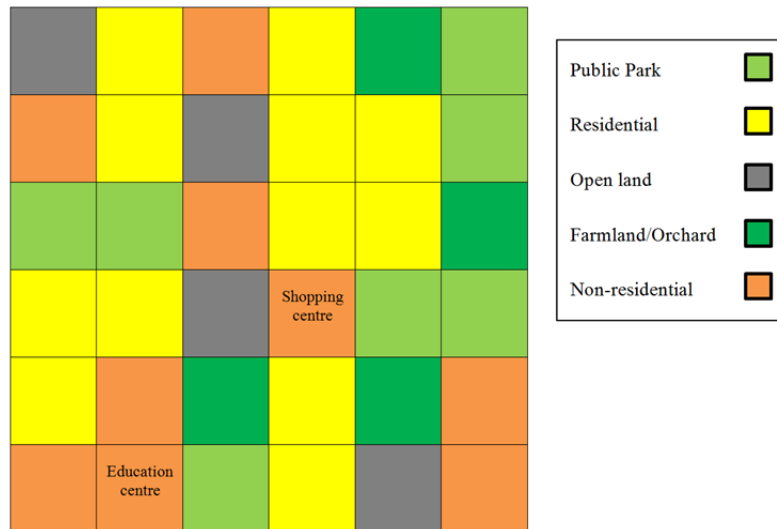 Public Park
Residential
Open land
Farmland/Orchard
Non-residential
Shopping
centre
Education
centre